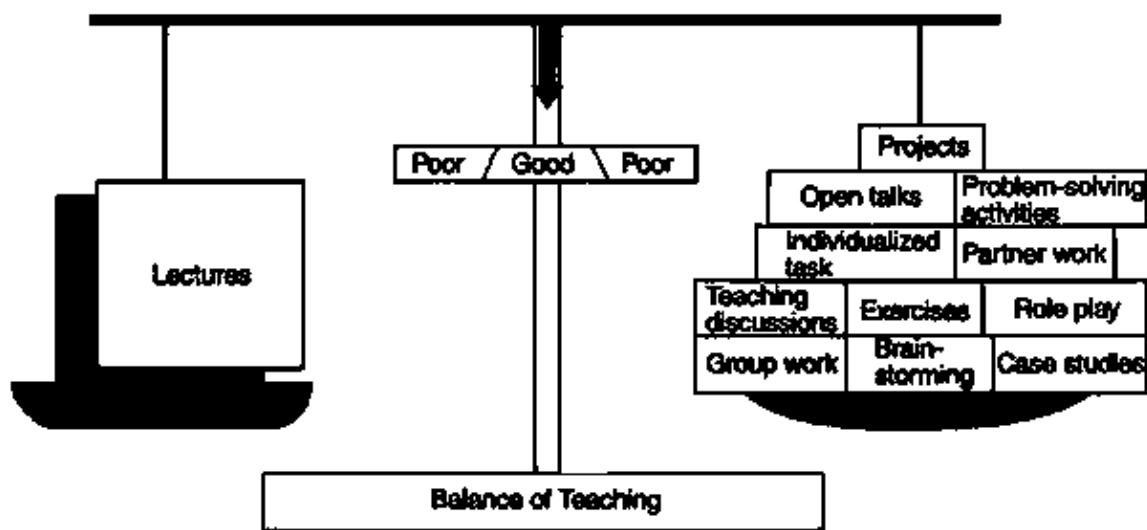 Poor / Good \ Poor
Projects
Open talks
Problem-solving
activities
Individualized
task
Partner work
Lectures
Teaching
discussions
Exercises
Role play
Group work
Brain-
storming
Case studies
Balance of Teaching